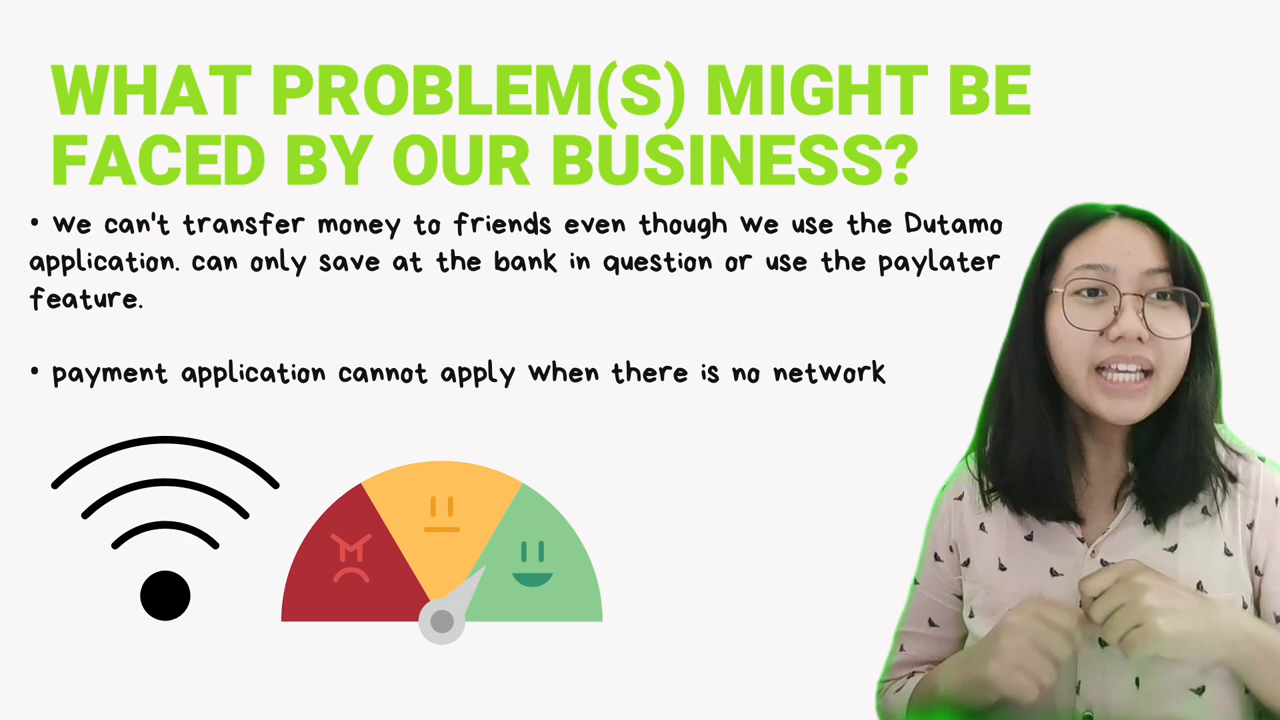 WHAT PROBLEM(S) MIGHT BE
FACED BY OUR BUSINESS?
• We can't transfer money to friends even though We use the Dutamo
application. can only save at the bank in question or use the paylater
feature.
• payment application cannot apply when there is no network